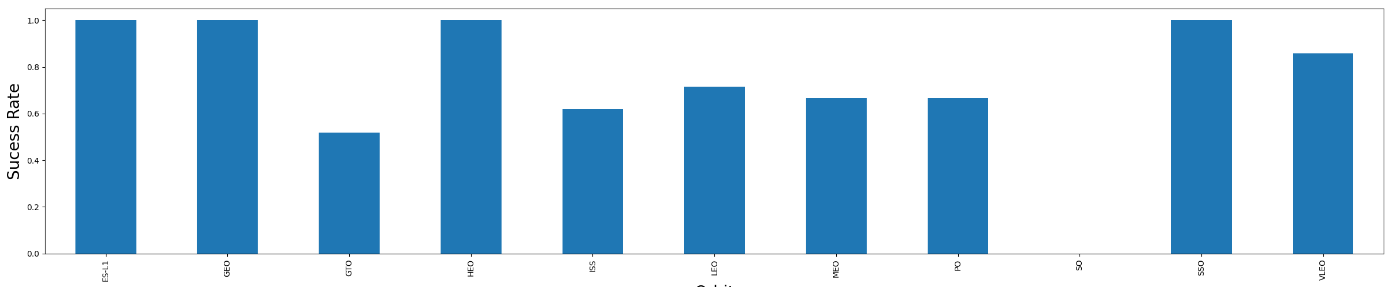 1.0
0.8
0.6
0.4
0.2
0.0
Sucess Rate
ES-L1
GEO
GTO
HEO
ISS
LEO
MEO
PO
SO
SSO
VLEO